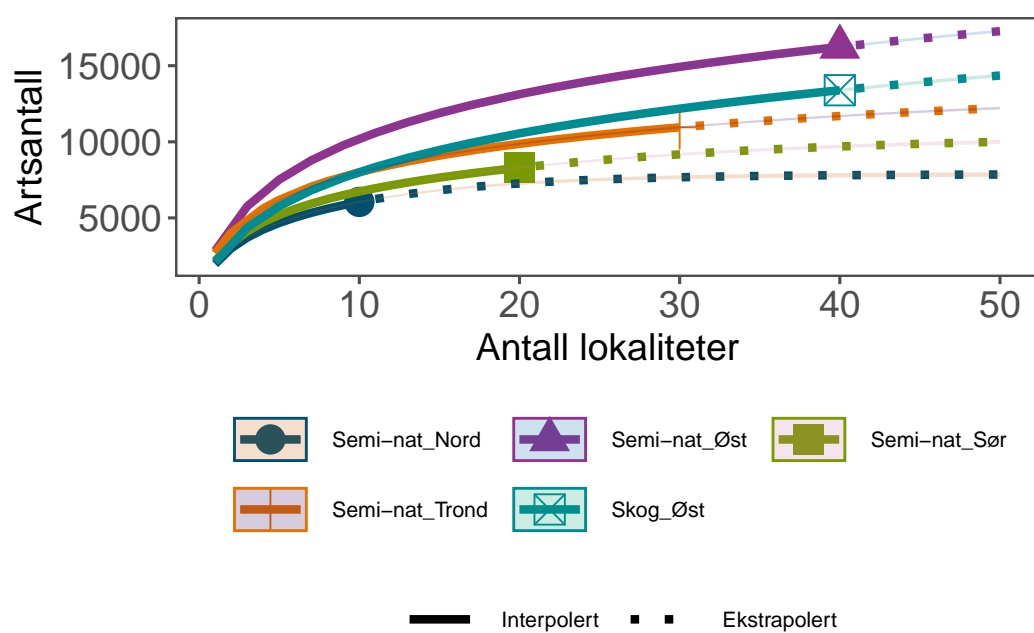 Artsantall
15000
10000
5000
0 10 20 30 40 50
Antall lokaliteter
Semi−nat_Nord Semi−nat_Øst Semi−nat_Sør
Semi−nat_Trond Skog_Øst
Interpolert Ekstrapolert